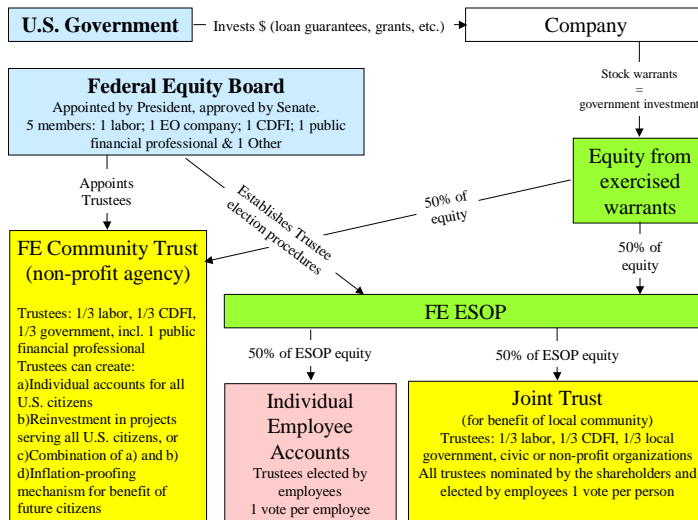 U.S. Government
Invests $ (loan guarantees, grants, etc.)
Company
Federal Equity Board
Appointed by President, approved by Senate.
5 members: 1 labor; 1 EO company; 1 CDFI; 1 public
financial professional & 1 Other
Stock warrants
=
government investment
Equity from
exercised
warrants
Appoints
Trustees
Establishes Trustee
election procedures
50% of
equity
50% of
equity
FE Community Trust
(non-profit agency)
Trustees: 1/3 labor, 1/3 CDFI,
1/3 government, incl. 1 public
financial professional
Trustees can create:
a)Individual accounts for all
U.S. citizens
b)Reinvestment in projects
serving all U.S. citizens, or
c)Combination of a) and b)
d)Inflation-proofing
mechanism for benefit of
future citizens
FE ESOP
50% of ESOP equity
50% of ESOP equity
Individual
Employee
Accounts
Trustees elected by
employees
1 vote per employee
Joint Trust
(for benefit of local community)
Trustees: 1/3 labor, 1/3 CDFI, 1/3 local
government, civic or non-profit organizations
All trustees nominated by the shareholders and
elected by employees 1 vote per person